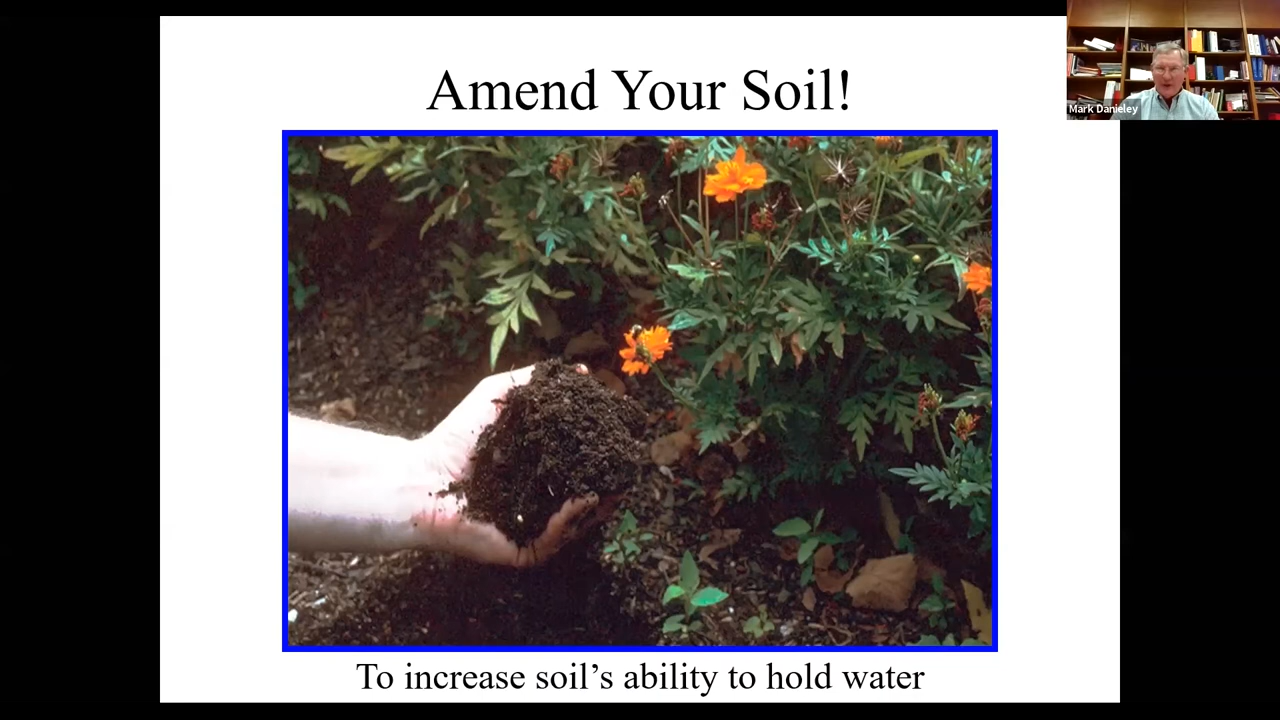 Amend Your Soil!
Mark Danieley
To increase soil’s ability to hold water